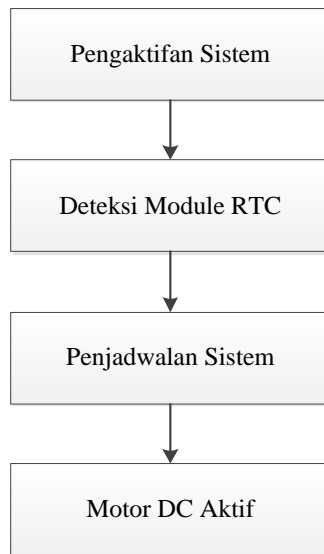 Pengaktifan Sistem
Deteksi Module RTC
Penjadwalan Sistem
Motor DC Aktif